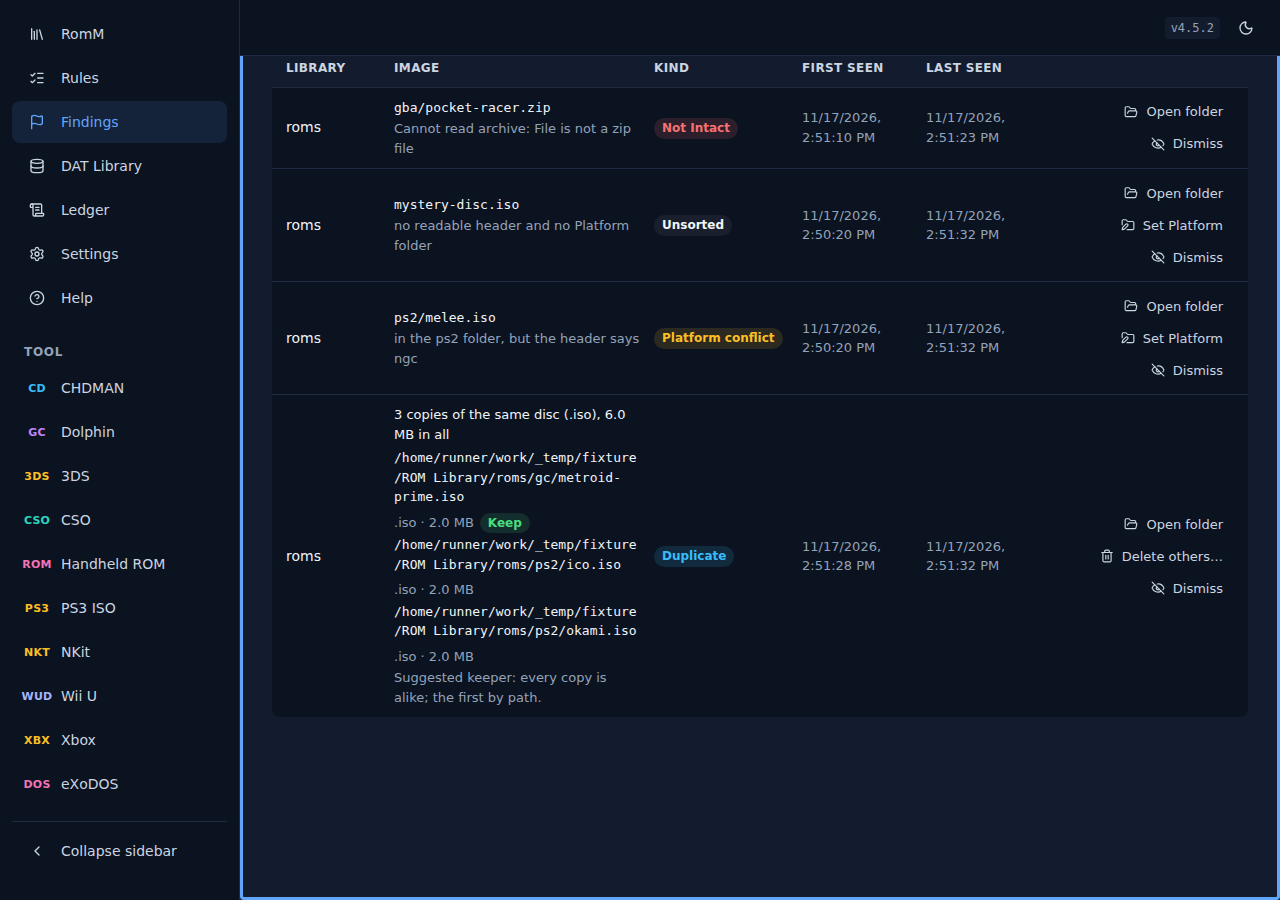 RomM
Rules
Findings
DAT Library
Ledger
Settings
Help
TOOL
CD CHDMAN
GC Dolphin
3DS 3DS
CSO CSO
ROM Handheld ROM
PS3 PS3 ISO
NKT NKit
WUD Wii U
XBX Xbox
DOS eXoDOS
Collapse sidebar
v4.5.2
LIBRARY IMAGE KIND FIRST SEEN LAST SEEN
roms
gba/pocket-racer.zip
Cannot read archive: File is not a zip
file
Not Intact
11/17/2026,
2:51:10 PM
11/17/2026,
2:51:23 PM
Open folder
Dismiss
roms
mystery-disc.iso
no readable header and no Platform
folder
Unsorted
11/17/2026,
2:50:20 PM
11/17/2026,
2:51:32 PM
Open folder
Set Platform
Dismiss
roms
ps2/melee.iso
in the ps2 folder, but the header says
ngc
Platform conflict
11/17/2026,
2:50:20 PM
11/17/2026,
2:51:32 PM
Open folder
Set Platform
Dismiss
roms
3 copies of the same disc (.iso), 6.0
MB in all
/home/runner/work/_temp/fixture
/ROM Library/roms/gc/metroid-
prime.iso
.iso · 2.0 MB Keep
/home/runner/work/_temp/fixture
/ROM Library/roms/ps2/ico.iso
.iso · 2.0 MB
/home/runner/work/_temp/fixture
/ROM Library/roms/ps2/okami.iso
.iso · 2.0 MB
Suggested keeper: every copy is
alike; the first by path.
Duplicate
11/17/2026,
2:51:28 PM
11/17/2026,
2:51:32 PM
Open folder
Delete others…
Dismiss